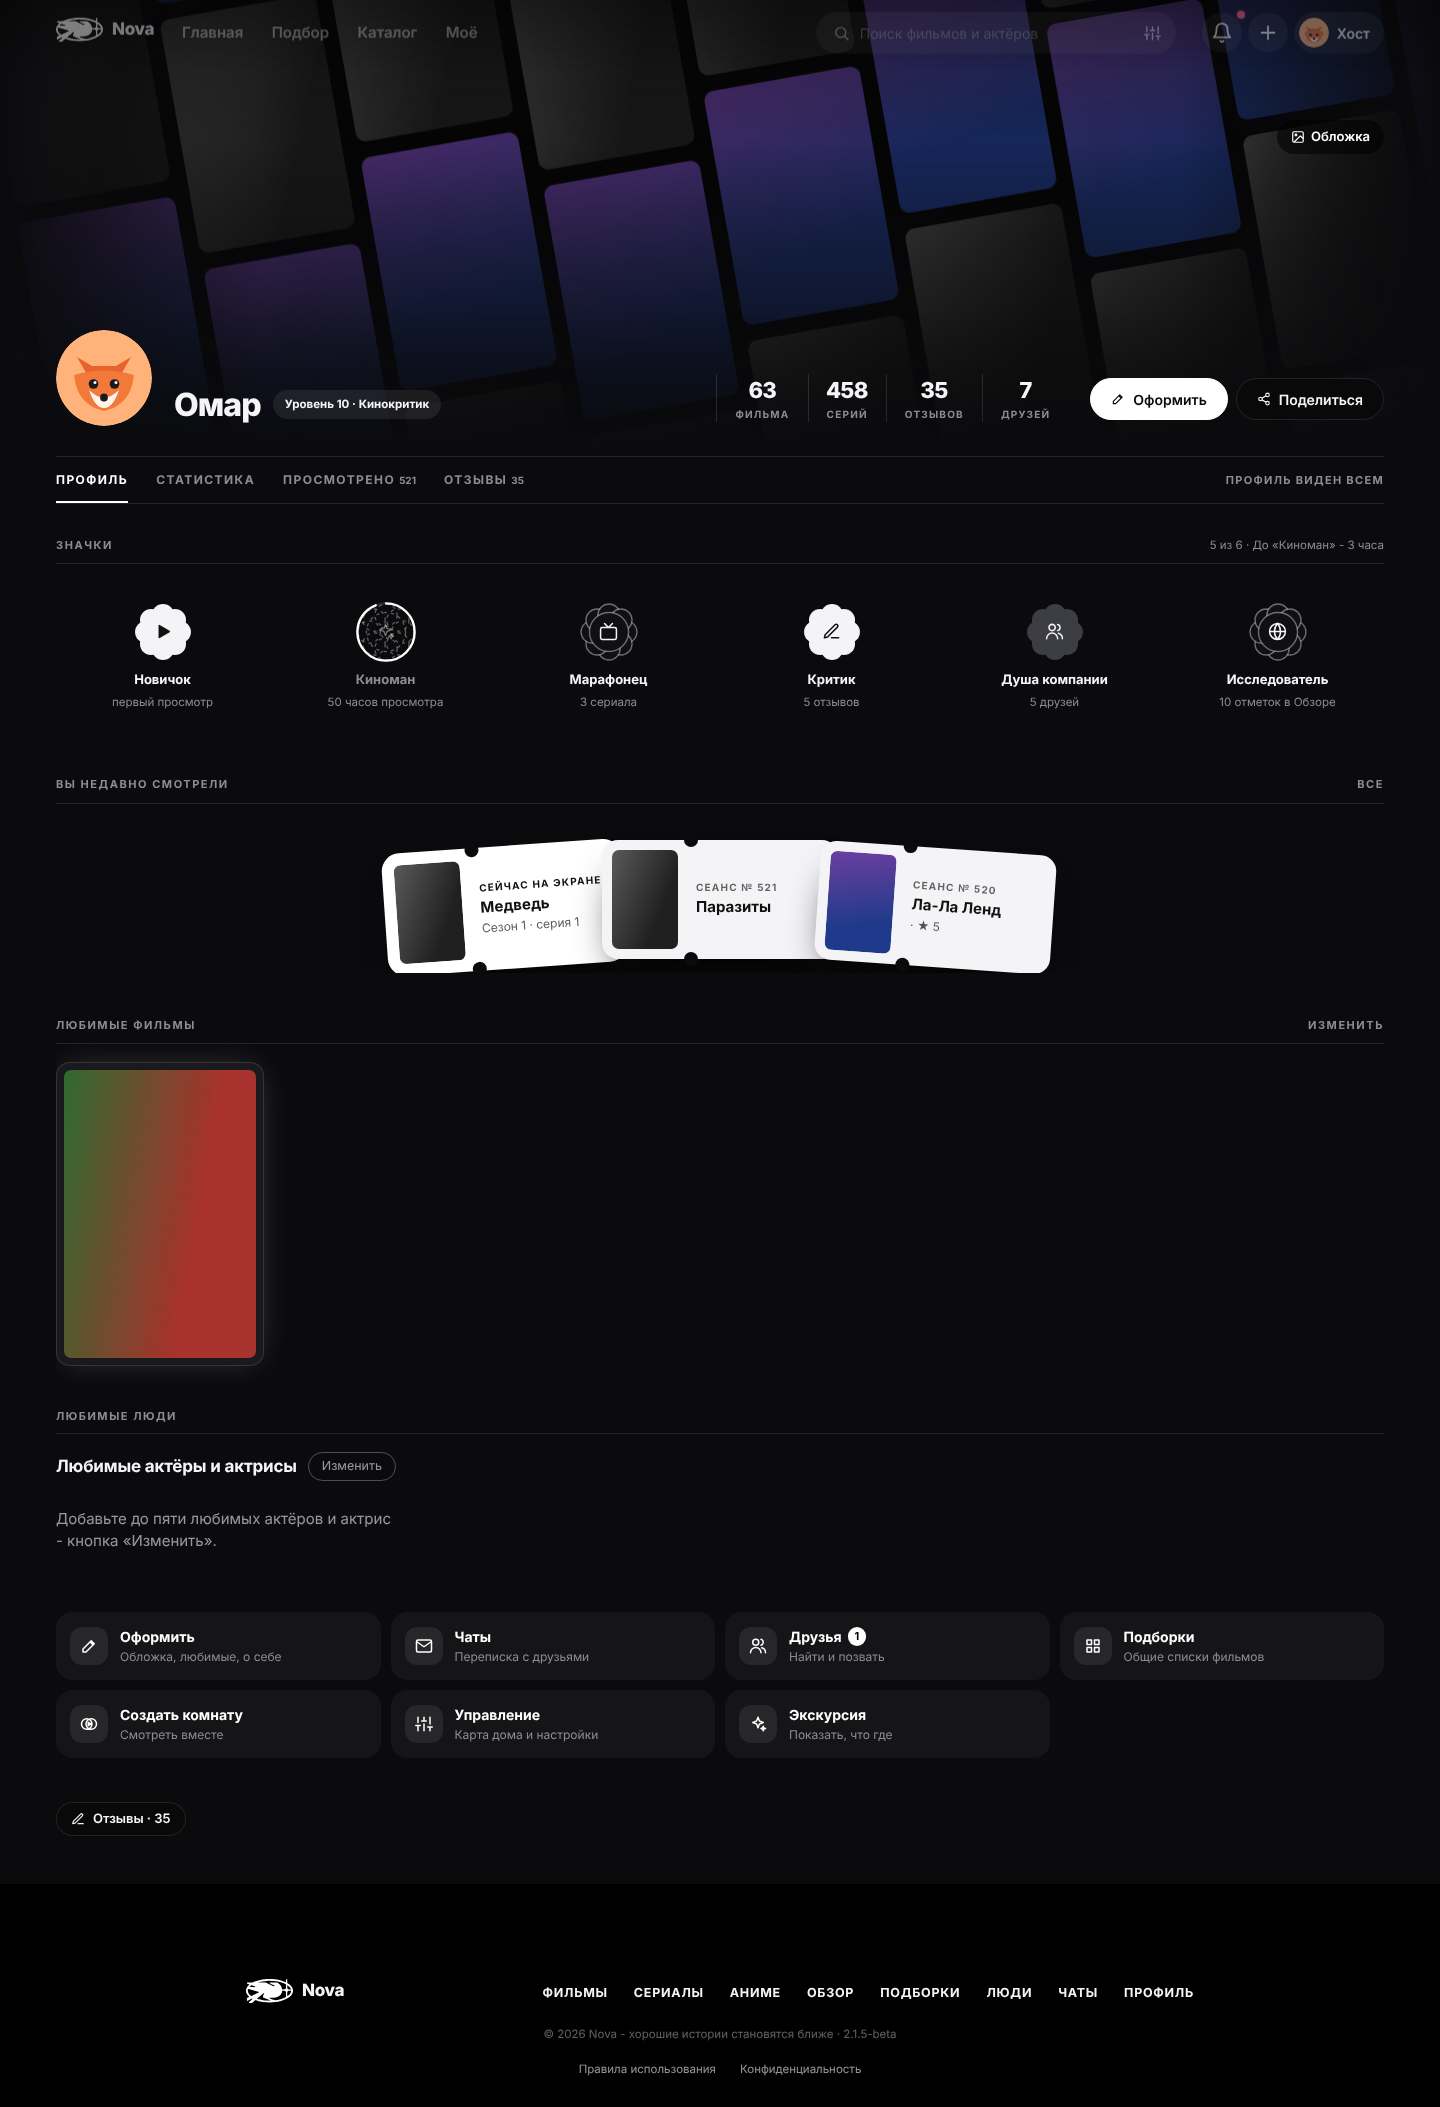 Nova
Главная
Подбор
Каталог
Моё
Поиск фильмов и актёров
Хост
Обложка
Омар
Уровень 10 · Кинокритик
63
ФИЛЬМА
458
СЕРИЙ
35
ОТЗЫВОВ
7
ДРУЗЕЙ
Оформить
Поделиться
ПРОФИЛЬ
СТАТИСТИКА
ПРОСМОТРЕНО 521
ОТЗЫВЫ 35
ПРОФИЛЬ ВИДЕН ВСЕМ
ЗНАЧКИ
5 из 6 · До «Киноман» - 3 часа
Новичок
первый просмотр
Киноман
50 часов просмотра
Марафонец
3 сериала
Критик
5 отзывов
Душа компании
5 друзей
Исследователь
10 отметок в Обзоре
ВЫ НЕДАВНО СМОТРЕЛИ
ВСЕ
СЕЙЧАС НА ЭКРАНЕ
Медведь
Сезон 1 · серия 1
СЕАНС № 521
Паразиты
СЕАНС № 520
Ла-Ла Ленд
· ★ 5
ЛЮБИМЫЕ ФИЛЬМЫ
ИЗМЕНИТЬ
ЛЮБИМЫЕ ЛЮДИ
Любимые актёры и актрисы
Изменить
Добавьте до пяти любимых актёров и актрис
- кнопка «Изменить».
Оформить
Обложка, любимые, о себе
Чаты
Переписка с друзьями
Друзья 1
Найти и позвать
Подборки
Общие списки фильмов
Создать комнату
Смотреть вместе
Управление
Карта дома и настройки
Экскурсия
Показать, что где
Отзывы · 35
Nova
ФИЛЬМЫ
СЕРИАЛЫ
АНИМЕ
ОБЗОР
ПОДБОРКИ
ЛЮДИ
ЧАТЫ
ПРОФИЛЬ
© 2026 Nova - хорошие истории становятся ближе · 2.1.5-beta
Правила использования
Конфиденциальность